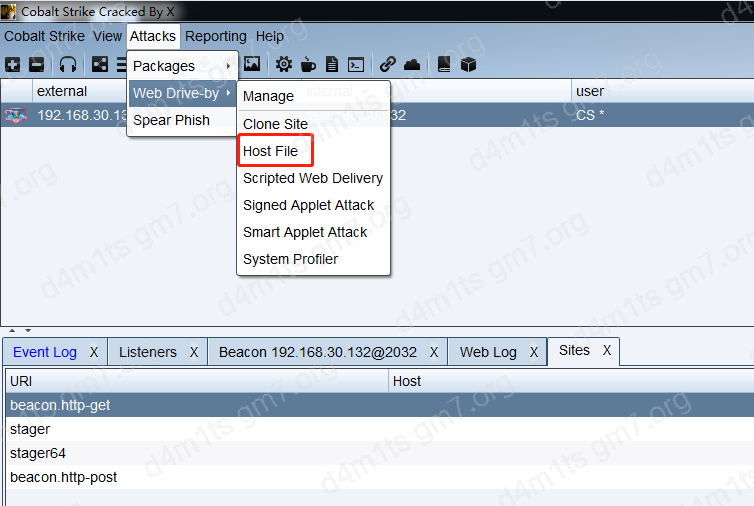 Cobalt Strike Cracked By X
Cobalt Strike View Attacks Reporting Help
Packages
Web Drive-by
Spear Phish
Manage
Clone Site
Host File
Scripted Web Delivery
Signed Applet Attack
Smart Applet Attack
System Profiler
external internal user
192.168.30.13 2032 CS *
Event Log X Listeners X Beacon 192.168.30.132@2032 X Web Log X Sites X
URI Host
beacon.http-get
stager
stager64
beacon.http-post
d4m1ts gm7.org